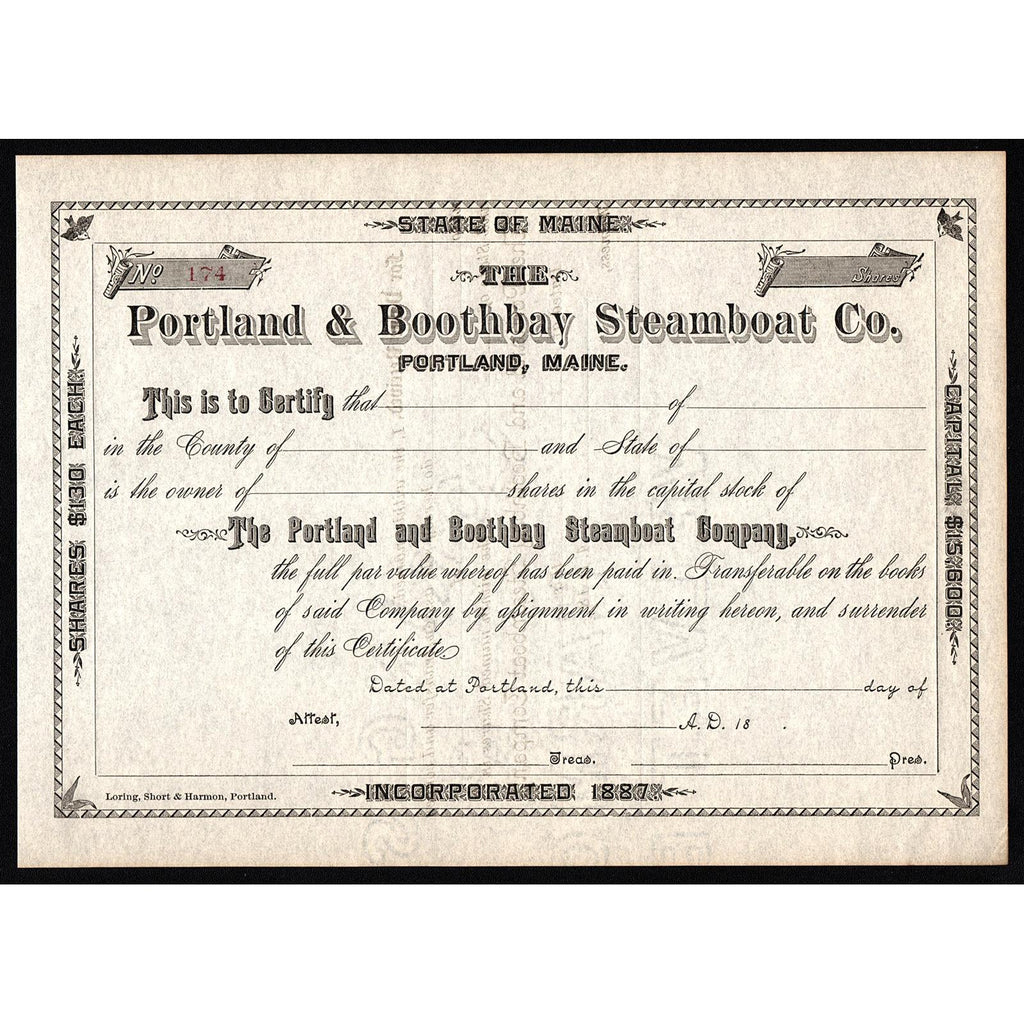 STATE OF MAINE
No 174
Shares
THE
Portland & Boothbay Steamboat Co.
PORTLAND, MAINE.
This is to Certify that of
in the County of and State of
is the owner of shares in the capital stock of
The Portland and Boothbay Steamboat Company,
the full par value whereof has been paid in. Transferable on the books
of said Company by assignment in writing hereon, and surrender
of this Certificate
Dated at Portland, this day of
Attest, A.D. 18 .
Treas. Pres.
SHARES $130 EACH
CAPITAL $15600
Loring, Short & Harmon, Portland.
INCORPORATED 1887